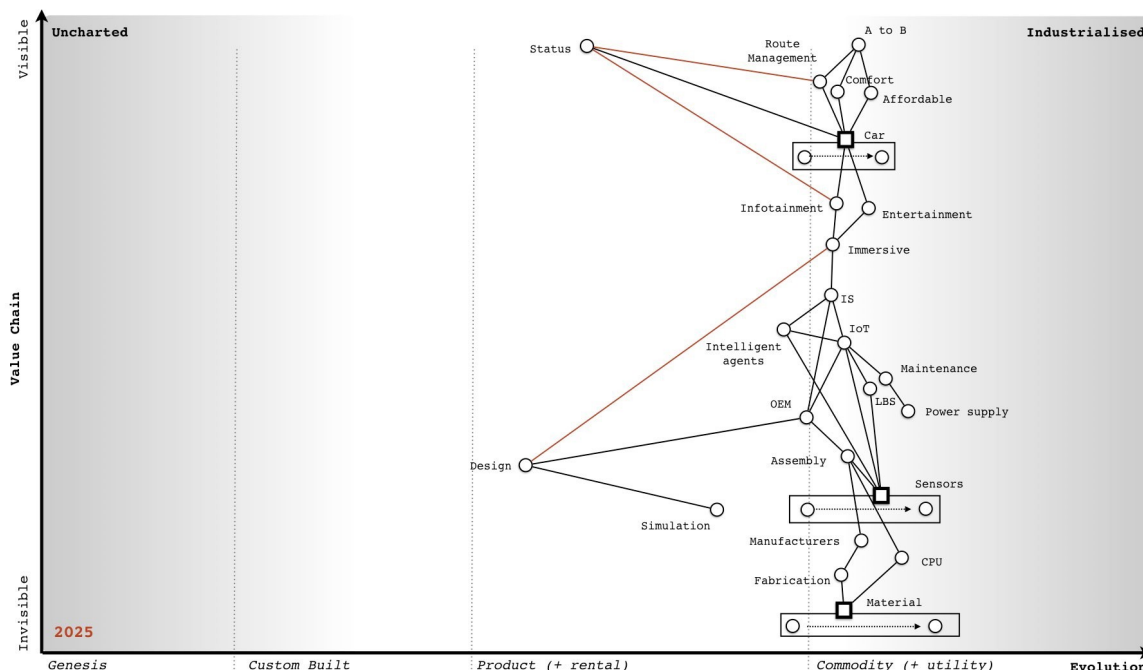 Visible
Uncharted
Industrialised
A to B
Route
Management
Status
Comfort
Affordable
Car
Infotainment
Entertainment
Immersive
IS
IoT
Intelligent
agents
Maintenance
LBS
OEM
Power supply
Value Chain
Assembly
Design
Sensors
Simulation
Manufacturers
CPU
Fabrication
Material
Invisible
2025
Genesis
Custom Built
Product (+ rental)
Commodity (+ utility)
Evolution